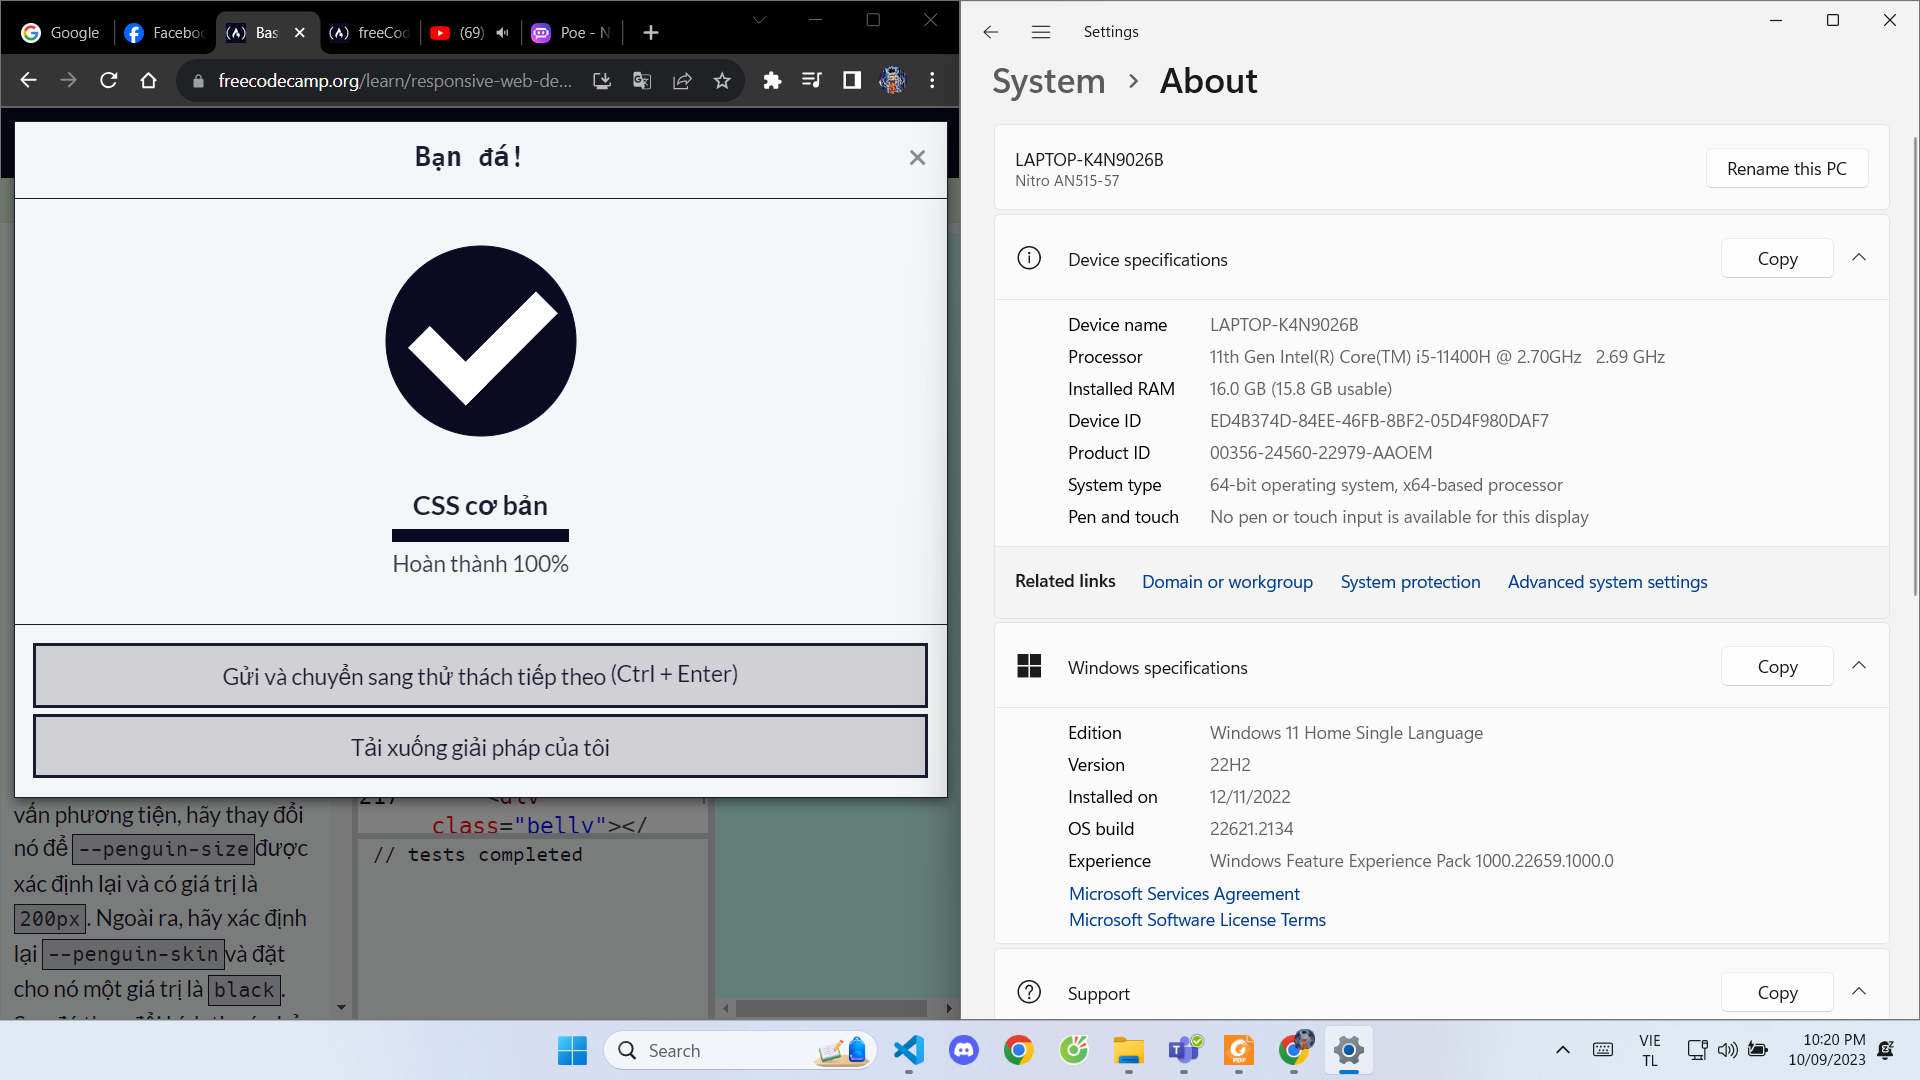 Google
Faceboo
Bas
freeCod
(69)
Poe - N
freecodecamp.org/learn/responsive-web-de...
Bạn đá!
CSS cơ bản
Hoàn thành 100%
Gửi và chuyển sang thử thách tiếp theo (Ctrl + Enter)
Tải xuống giải pháp của tôi
vấn phương tiện, hãy thay đổi
nó để --penguin-size được
xác định lại và có giá trị là
200px. Ngoài ra, hãy xác định
lại --penguin-skin và đặt
cho nó một giá trị là black.
217 <div
class="belly"></
// tests completed
Settings
System > About
LAPTOP-K4N9026B
Nitro AN515-57
Rename this PC
Device specifications
Copy
Device name LAPTOP-K4N9026B
Processor 11th Gen Intel(R) Core(TM) i5-11400H @ 2.70GHz 2.69 GHz
Installed RAM 16.0 GB (15.8 GB usable)
Device ID ED4B374D-84EE-46FB-8BF2-05D4F980DAF7
Product ID 00356-24560-22979-AAOEM
System type 64-bit operating system, x64-based processor
Pen and touch No pen or touch input is available for this display
Related links Domain or workgroup System protection Advanced system settings
Windows specifications
Copy
Edition Windows 11 Home Single Language
Version 22H2
Installed on 12/11/2022
OS build 22621.2134
Experience Windows Feature Experience Pack 1000.22659.1000.0
Microsoft Services Agreement
Microsoft Software License Terms
Support
Copy
Search
VIE
TL
10:20 PM
10/09/2023